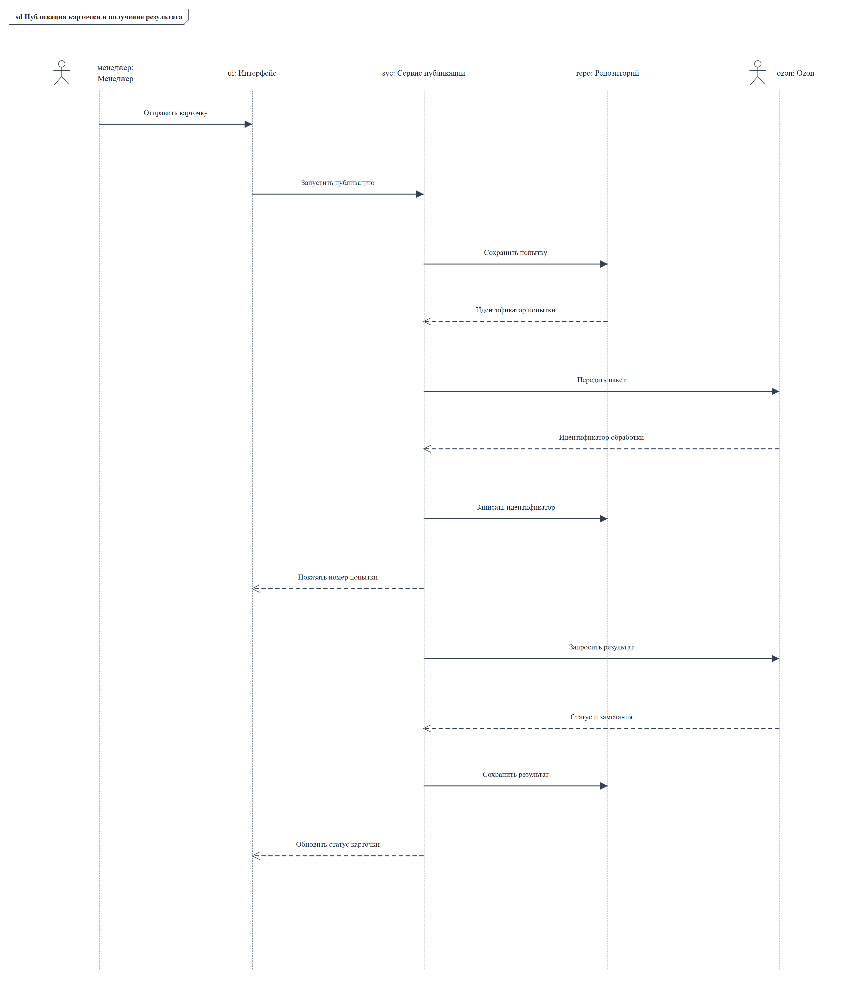 sd Публикация карточки и получение результата
менеджер:
Менеджер
ui: Интерфейс
svc: Сервис публикации
repo: Репозиторий
ozon: Ozon
Отправить карточку
Запустить публикацию
Сохранить попытку
Идентификатор попытки
Передать пакет
Идентификатор обработки
Записать идентификатор
Показать номер попытки
Запросить результат
Статус и замечания
Сохранить результат
Обновить статус карточки